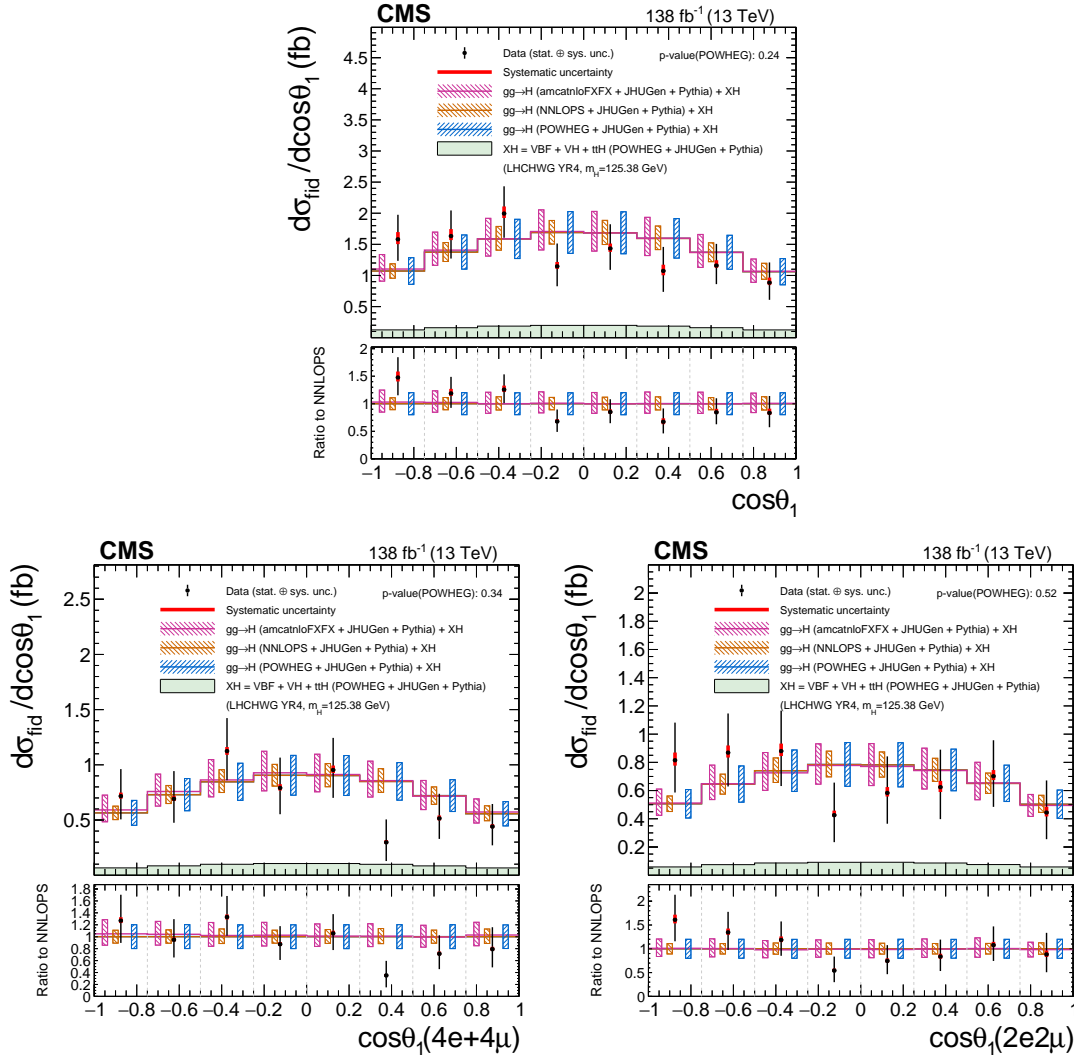 CMS 138 fb⁻¹ (13 TeV)
dσ_fid /dcosθ₁ (fb)
Data (stat. ⊕ sys. unc.) p-value(POWHEG): 0.24
Systematic uncertainty
gg→H (amcatnloFXFX + JHUGen + Pythia) + XH
gg→H (NNLOPS + JHUGen + Pythia) + XH
gg→H (POWHEG + JHUGen + Pythia) + XH
XH = VBF + VH + ttH (POWHEG + JHUGen + Pythia)
(LHCHWG YR4, m_H=125.38 GeV)
4.5
4
3.5
3
2.5
2
1.5
1
0.5
Ratio to NNLOPS
2
1.5
1
0.5
0
−1 −0.8 −0.6 −0.4 −0.2 0 0.2 0.4 0.6 0.8 1
cosθ₁
CMS 138 fb⁻¹ (13 TeV)
dσ_fid /dcosθ₁ (fb)
Data (stat. ⊕ sys. unc.) p-value(POWHEG): 0.34
Systematic uncertainty
gg→H (amcatnloFXFX + JHUGen + Pythia) + XH
gg→H (NNLOPS + JHUGen + Pythia) + XH
gg→H (POWHEG + JHUGen + Pythia) + XH
XH = VBF + VH + ttH (POWHEG + JHUGen + Pythia)
(LHCHWG YR4, m_H=125.38 GeV)
2.5
2
1.5
1
0.5
Ratio to NNLOPS
1.8
1.6
1.4
1.2
1
0.8
0.6
0.4
0.2
0
−1 −0.8 −0.6 −0.4 −0.2 0 0.2 0.4 0.6 0.8 1
cosθ₁(4e+4μ)
CMS 138 fb⁻¹ (13 TeV)
dσ_fid /dcosθ₁ (fb)
Data (stat. ⊕ sys. unc.) p-value(POWHEG): 0.52
Systematic uncertainty
gg→H (amcatnloFXFX + JHUGen + Pythia) + XH
gg→H (NNLOPS + JHUGen + Pythia) + XH
gg→H (POWHEG + JHUGen + Pythia) + XH
XH = VBF + VH + ttH (POWHEG + JHUGen + Pythia)
(LHCHWG YR4, m_H=125.38 GeV)
2
1.8
1.6
1.4
1.2
1
0.8
0.6
0.4
0.2
Ratio to NNLOPS
2
1.5
1
0.5
0
−1 −0.8 −0.6 −0.4 −0.2 0 0.2 0.4 0.6 0.8 1
cosθ₁(2e2μ)